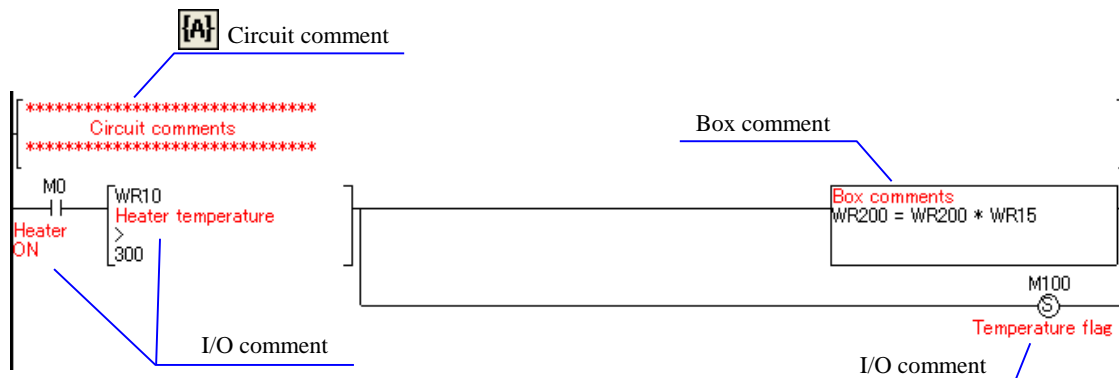 {A} Circuit comment
******************************
Circuit comments
******************************
Box comment
M0
WR10
Heater temperature
>
300
Heater
ON
Box comments
WR200 = WR200 * WR15
M100
S
Temperature flag
I/O comment
I/O comment